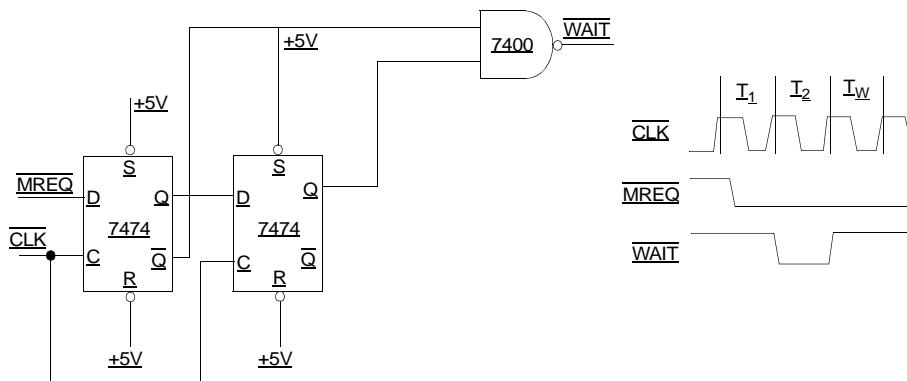 +5V
7400
WAIT
+5V
S
MREQ
D
Q
7474
CLK
C
Q
R
+5V
S
D
Q
7474
C
Q
R
+5V
T1
T2
TW
CLK
MREQ
WAIT